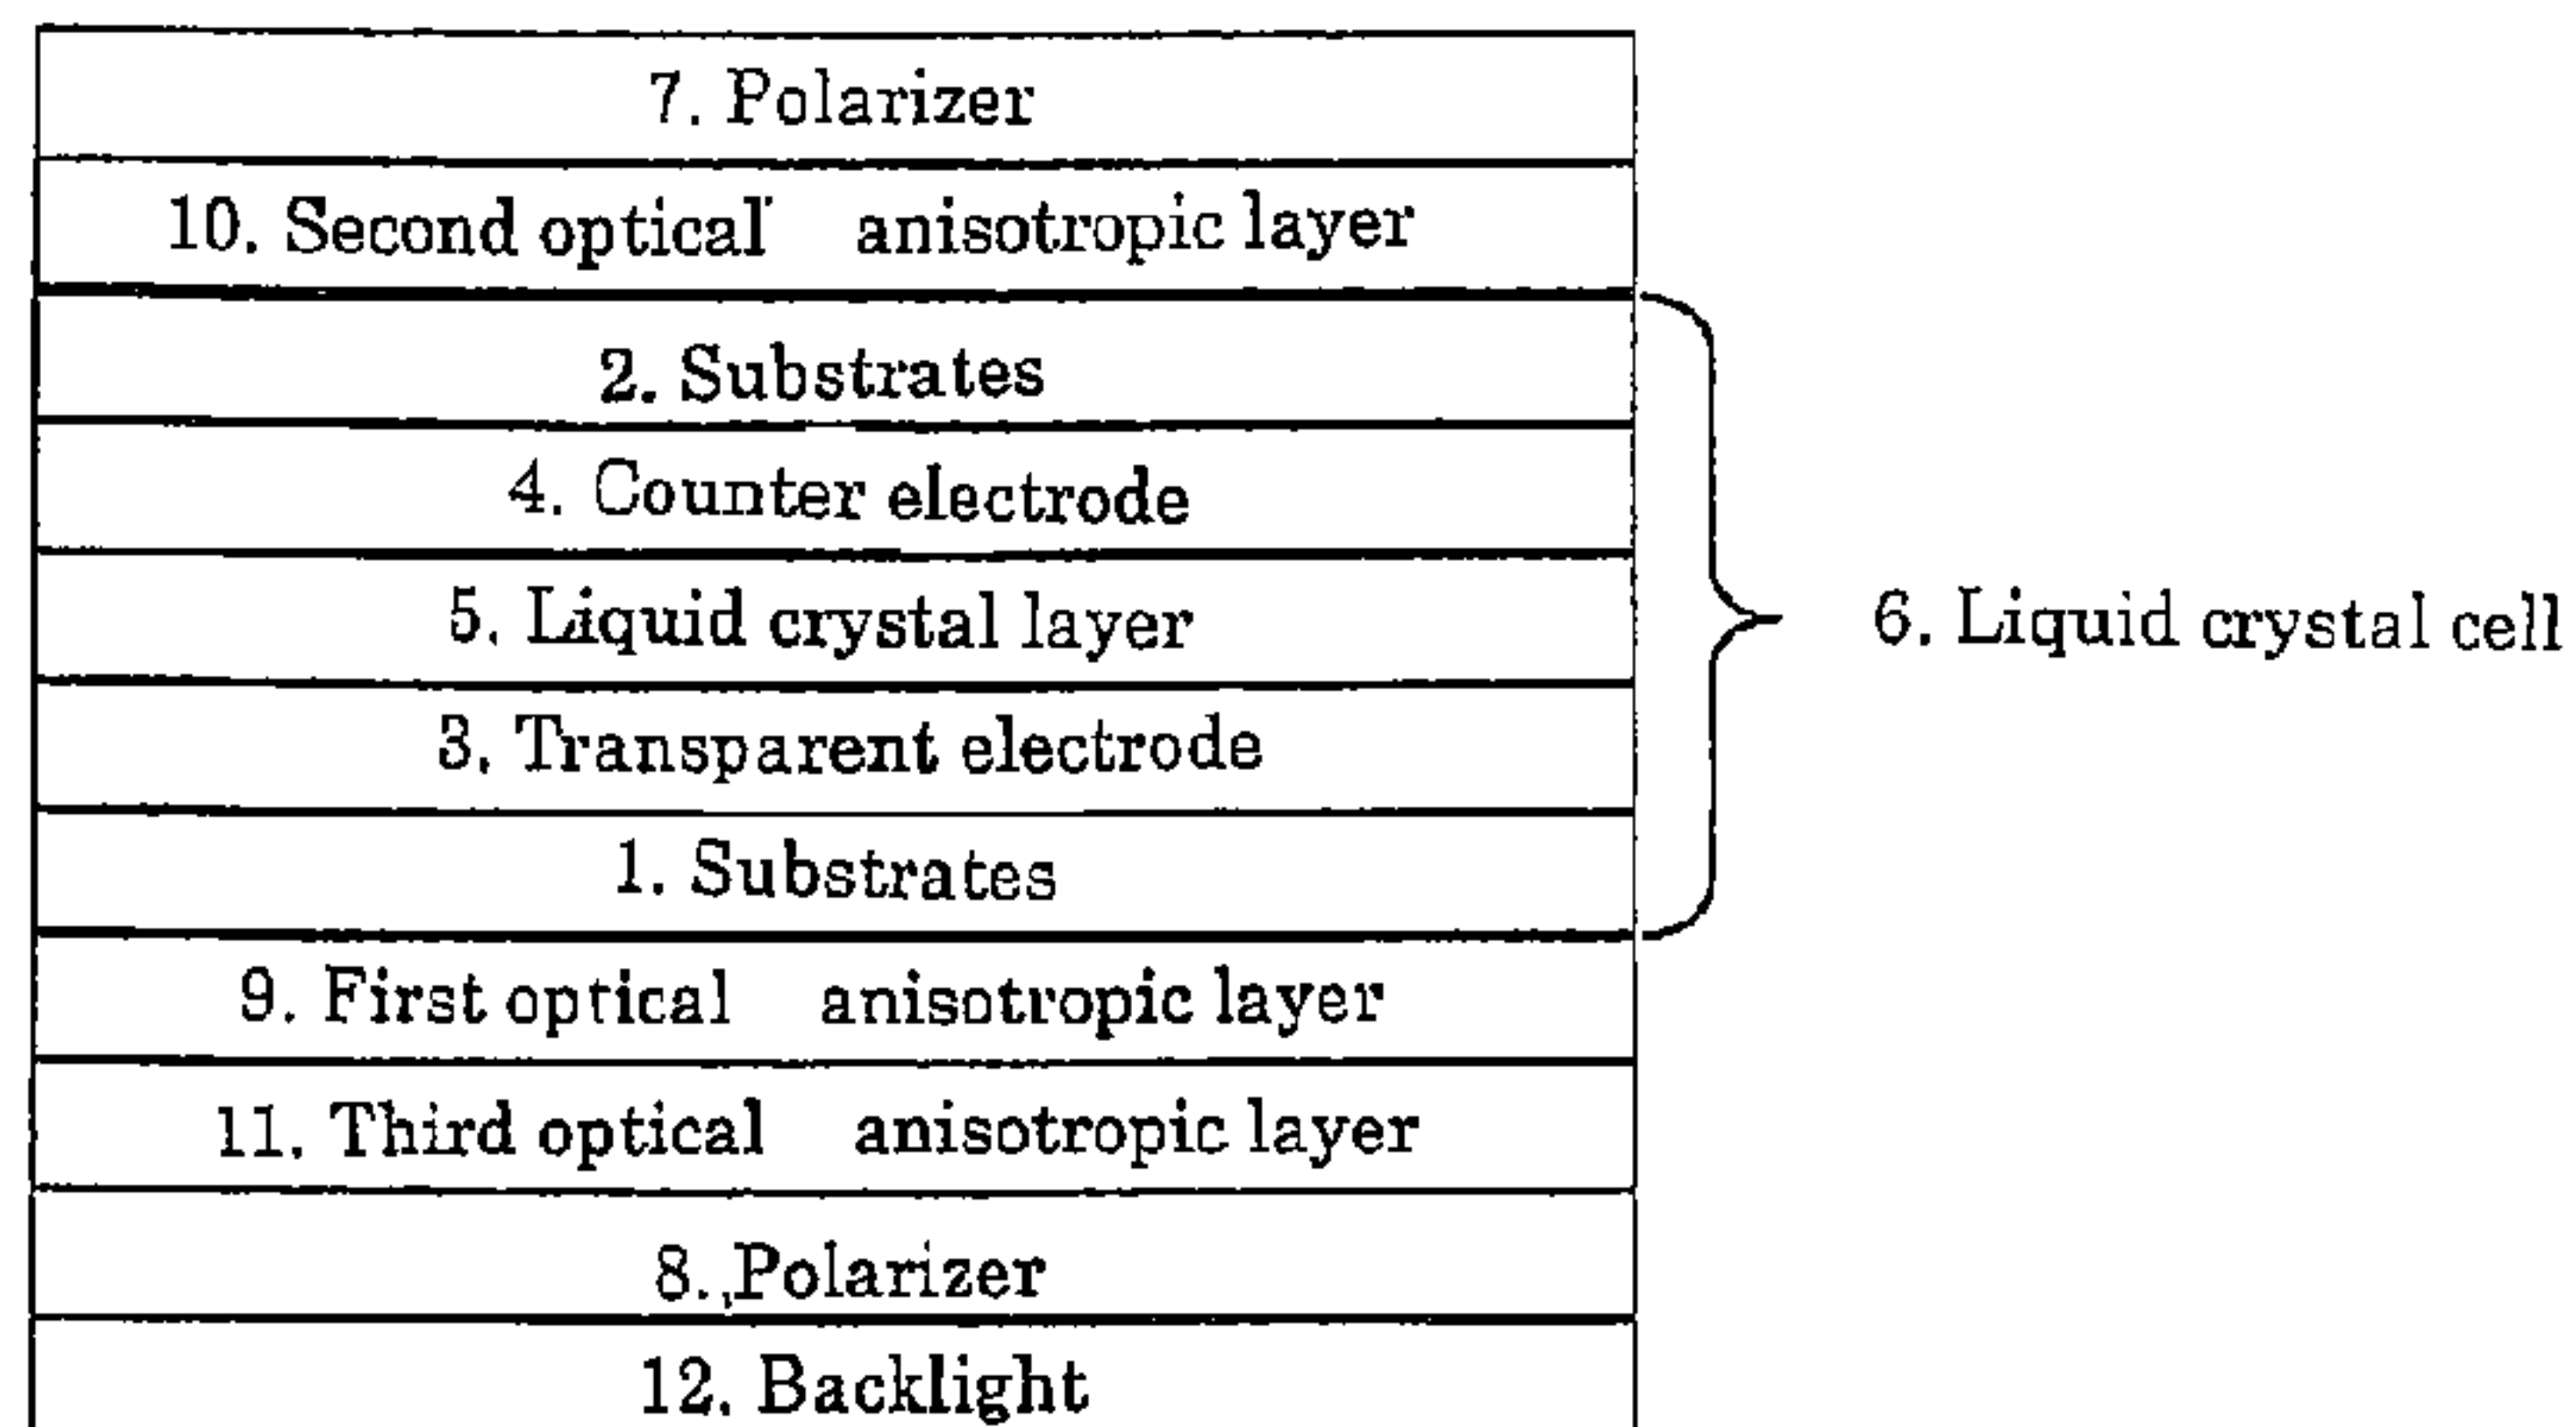 7. Polarizer
10. Second optical anisotropic layer
2. Substrates
4. Counter electrode
5. Liquid crystal layer
6. Liquid crystal cell
3. Transparent electrode
1. Substrates
9. First optical anisotropic layer
11. Third optical anisotropic layer
8. Polarizer
12. Backlight